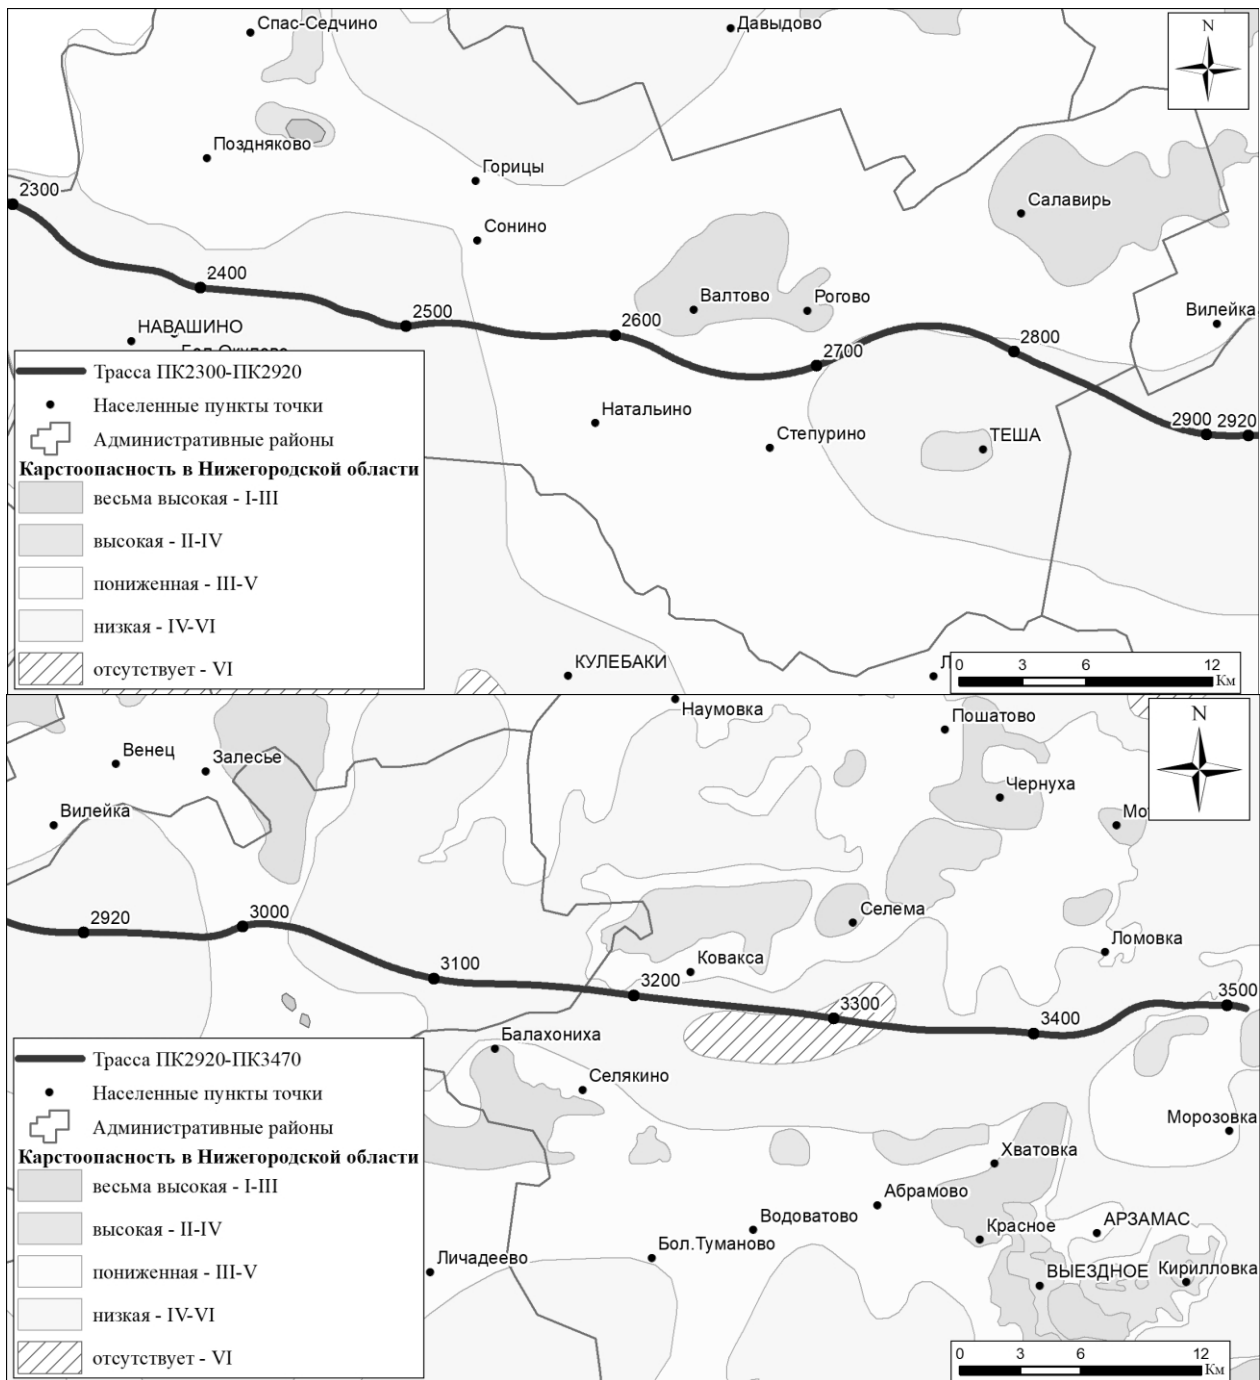 Спас-Седчино
Давыдово
N
Поздняково
Горицы
2300
Салавирь
Сонино
2400
Валтово
Рогово
Вилейка
2500
НАВАШИНО
2600
2800
2700
Трасса ПК2300-ПК2920
Населенные пункты точки
Натальино
2900 2920
Административные районы
Степурино
ТЕША
Карстоопасность в Нижегородской области
весьма высокая - I-III
высокая - II-IV
пониженная - III-V
низкая - IV-VI
отсутствует - VI
КУЛЕБАКИ
0 3 6 12
Км
Наумовка
Пошатово
N
Венец
Залесье
Чернуха
Вилейка
Селема
2920
3000
Ломовка
3100
Ковакса
3200
3300
3400
3500
Балахониха
Трасса ПК2920-ПК3470
Селякино
Населенные пункты точки
Морозовка
Административные районы
Хватовка
Карстоопасность в Нижегородской области
весьма высокая - I-III
Абрамово
Водоватово
Красное
АРЗАМАС
высокая - II-IV
Бол.Туманово
Личадеево
ВЫЕЗДНОЕ
Кирилловка
пониженная - III-V
низкая - IV-VI
отсутствует - VI
0 3 6 12
Км